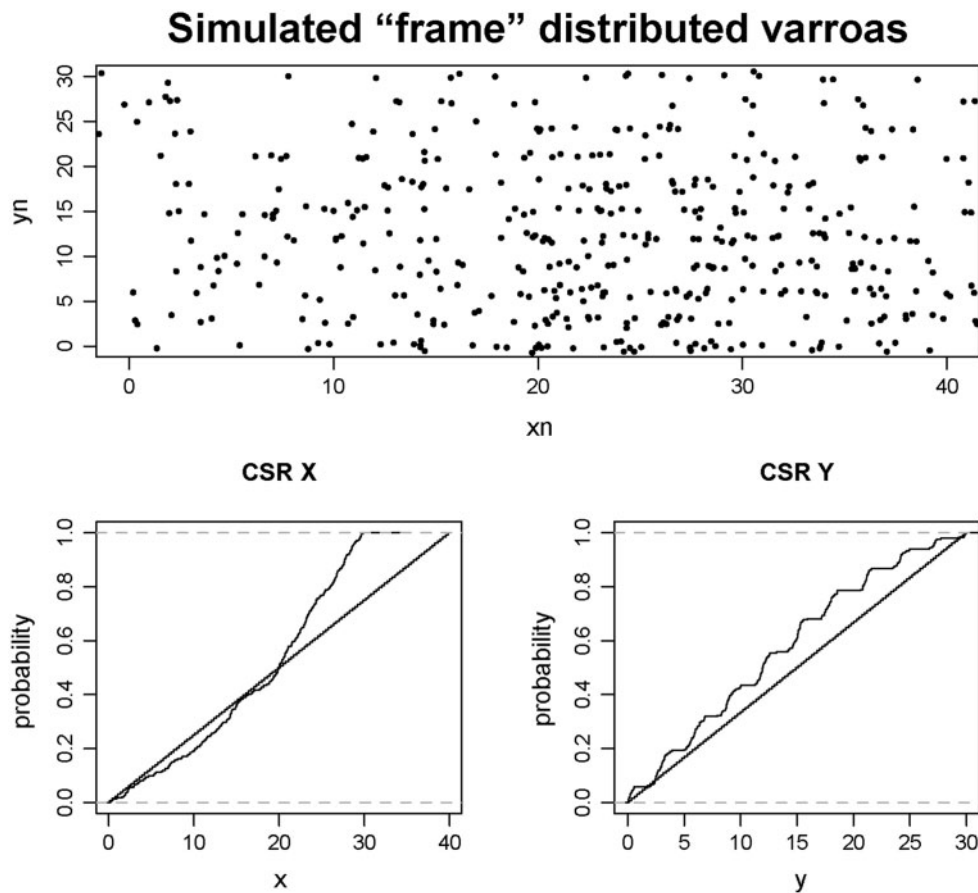 Simulated “frame” distributed varroas
yn
30
25
20
15
10
5
0
0 10 20 30 40
xn
CSR X
probability
1.0
0.8
0.6
0.4
0.2
0.0
0 10 20 30 40
x
CSR Y
probability
1.0
0.8
0.6
0.4
0.2
0.0
0 5 10 15 20 25 30
y